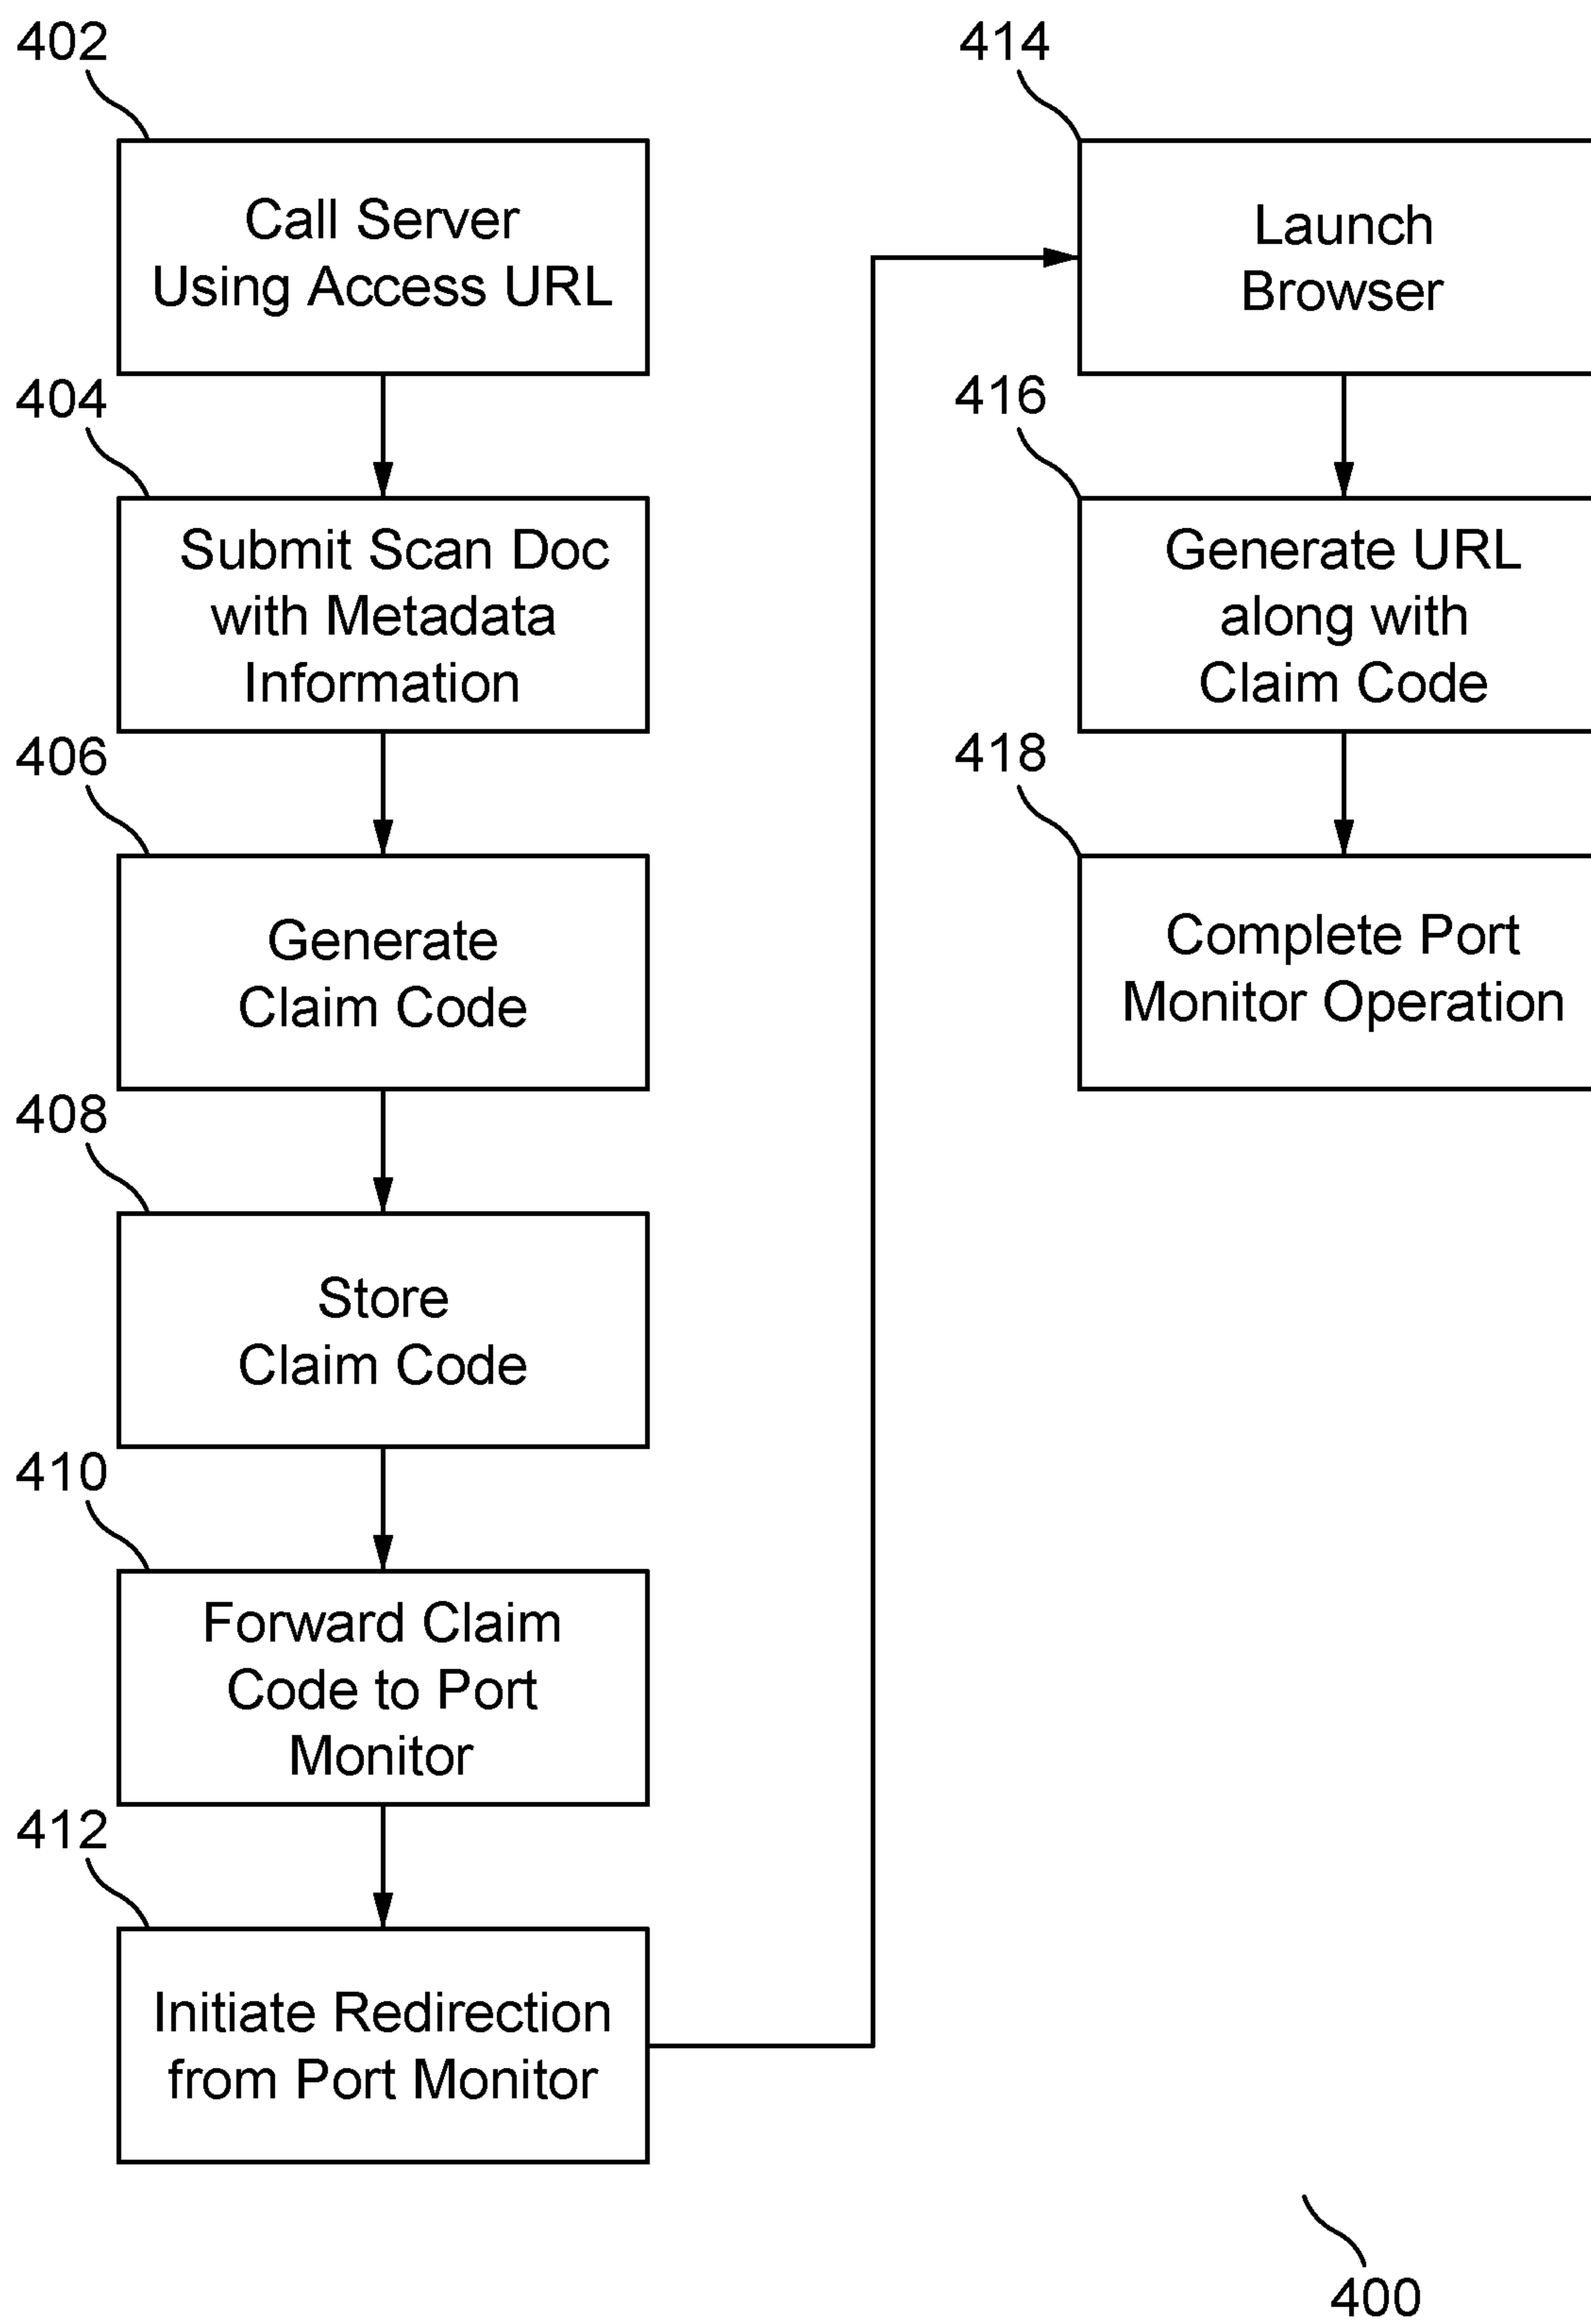 402
Call Server
Using Access URL
404
Submit Scan Doc
with Metadata
Information
406
Generate
Claim Code
408
Store
Claim Code
410
Forward Claim
Code to Port
Monitor
412
Initiate Redirection
from Port Monitor
414
Launch
Browser
416
Generate URL
along with
Claim Code
418
Complete Port
Monitor Operation
400